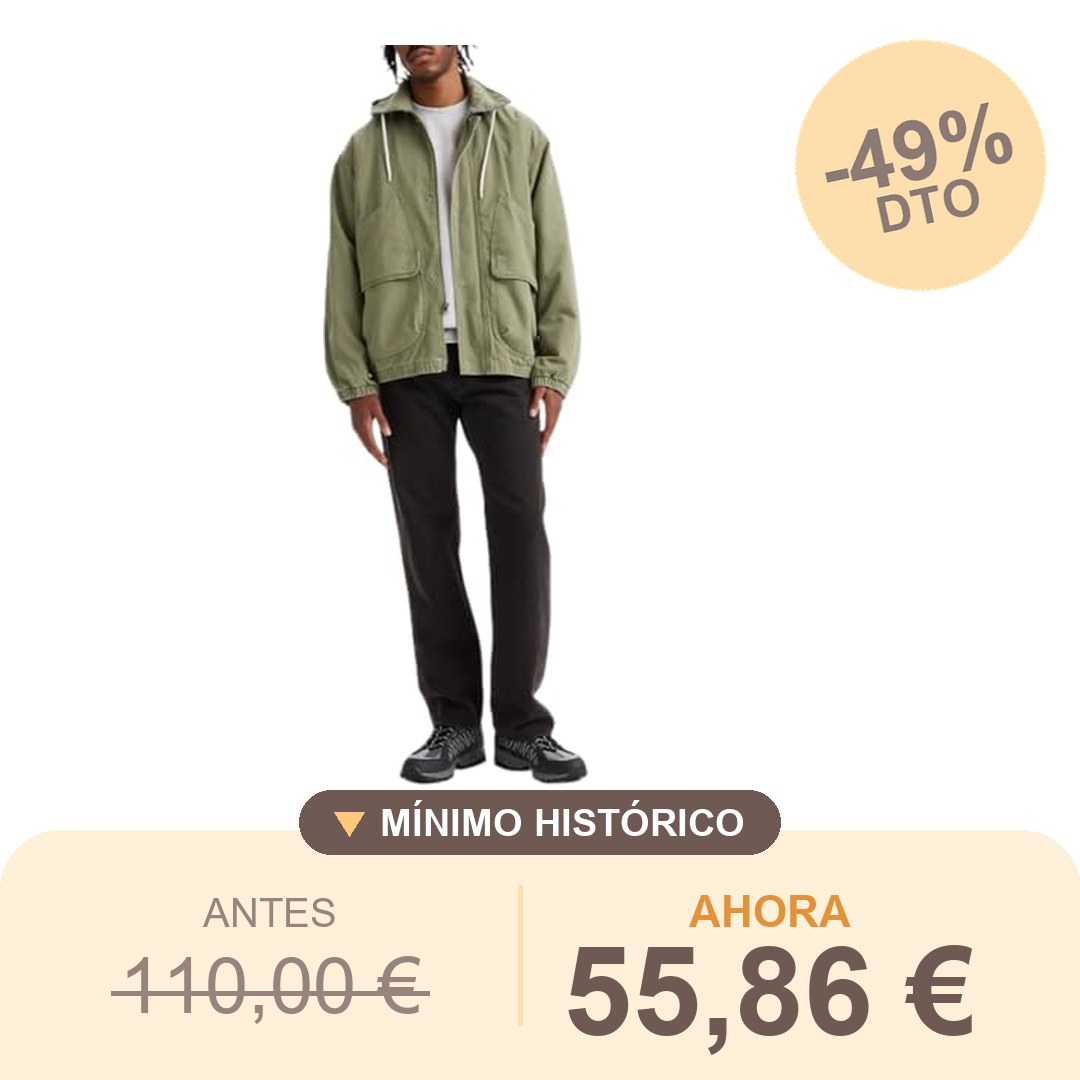 -49%
DTO
MÍNIMO HISTÓRICO
ANTES
110,00 €
AHORA
55,86 €